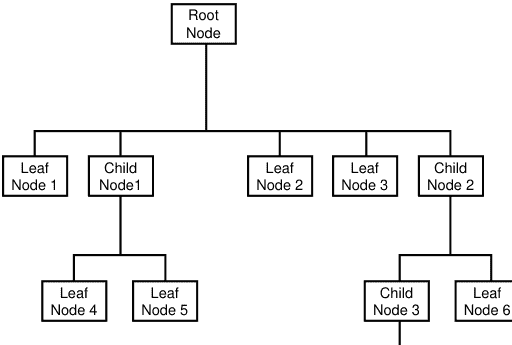 Root
Node
Leaf
Node 1
Child
Node1
Leaf
Node 2
Leaf
Node 3
Child
Node 2
Leaf
Node 4
Leaf
Node 5
Child
Node 3
Leaf
Node 6